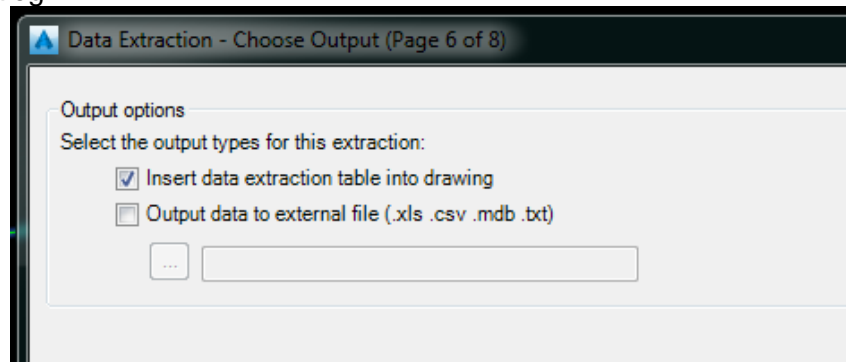 Data Extraction - Choose Output (Page 6 of 8)
Output options
Select the output types for this extraction:
Insert data extraction table into drawing
Output data to external file (.xls .csv .mdb .txt)
...